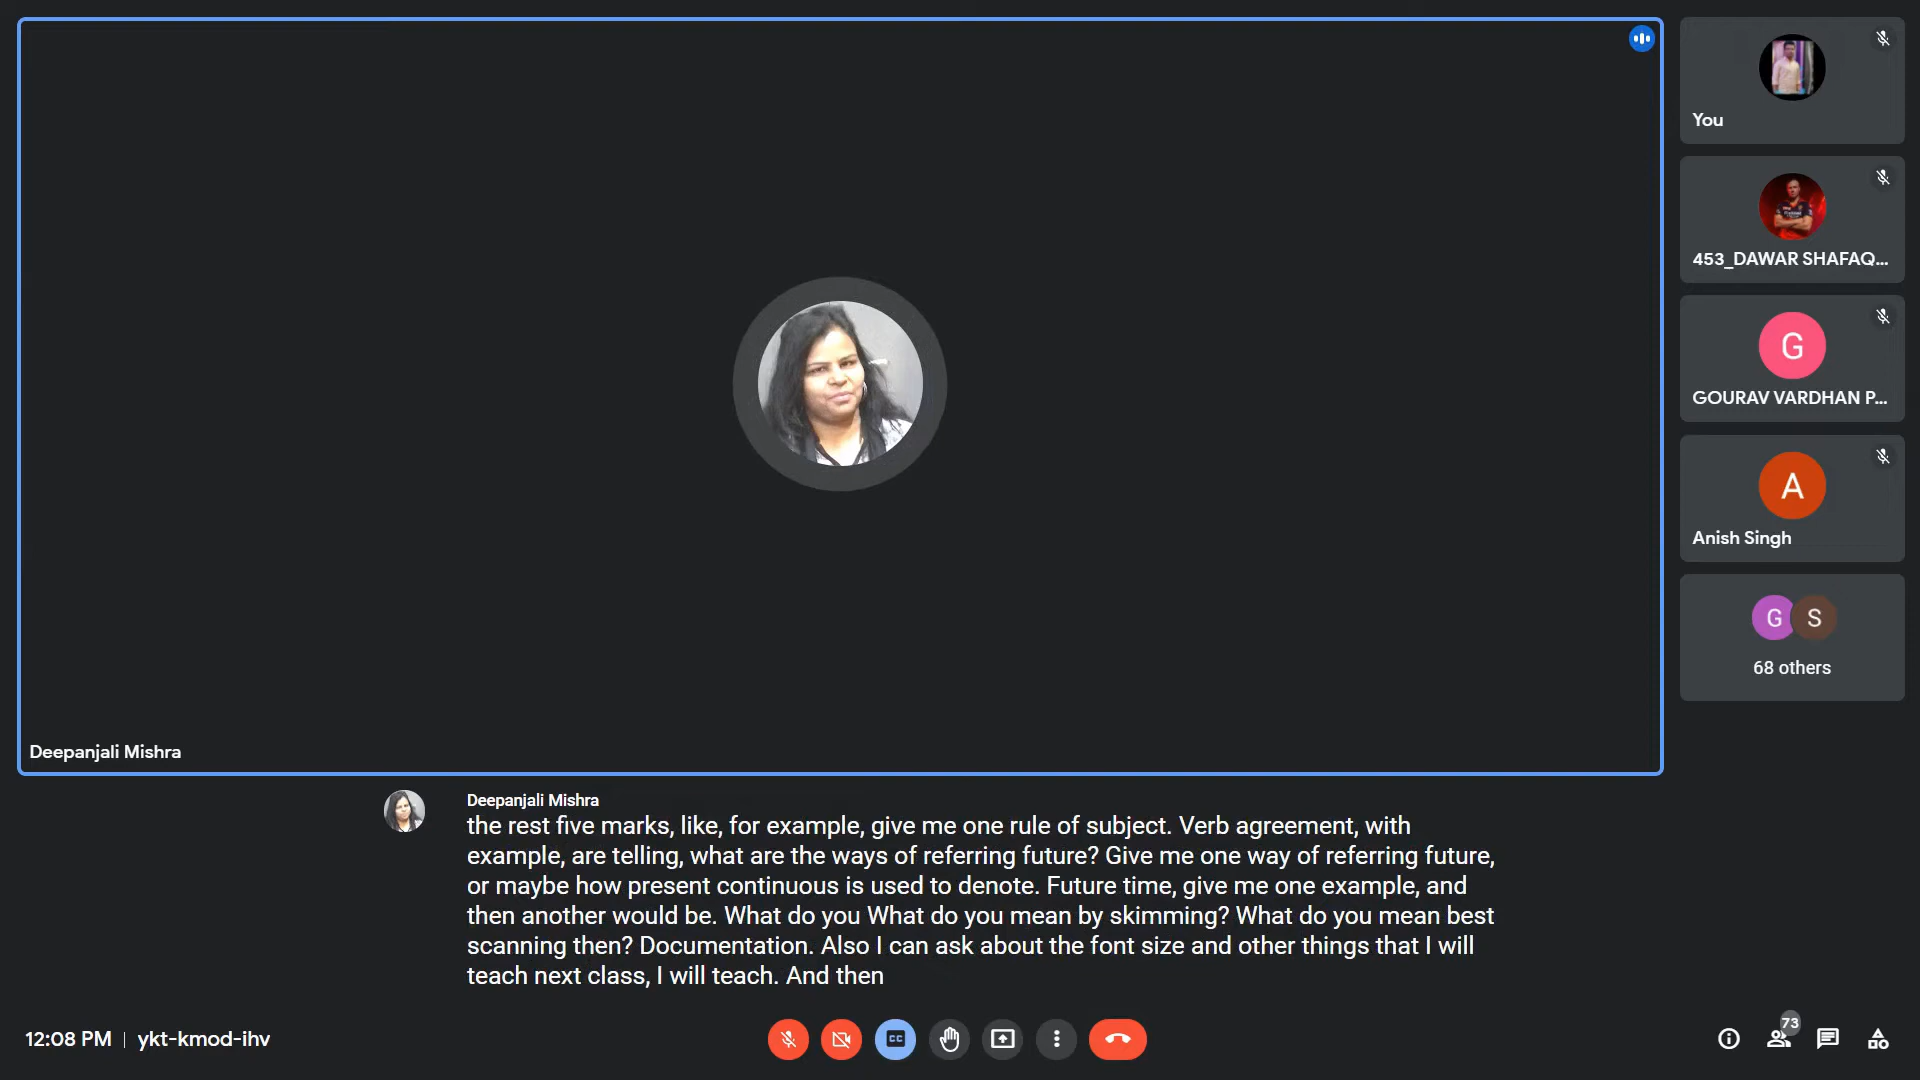 You
453_DAWAR SHAFAQ...
G
GOURAV VARDHAN P...
A
Anish Singh
G S
68 others
Deepanjali Mishra
Deepanjali Mishra
the rest five marks, like, for example, give me one rule of subject. Verb agreement, with
example, are telling, what are the ways of referring future? Give me one way of referring future,
or maybe how present continuous is used to denote. Future time, give me one example, and
then another would be. What do you What do you mean by skimming? What do you mean best
scanning then? Documentation. Also I can ask about the font size and other things that I will
teach next class, I will teach. And then
12:08 PM | ykt-kmod-ihv
CC
73